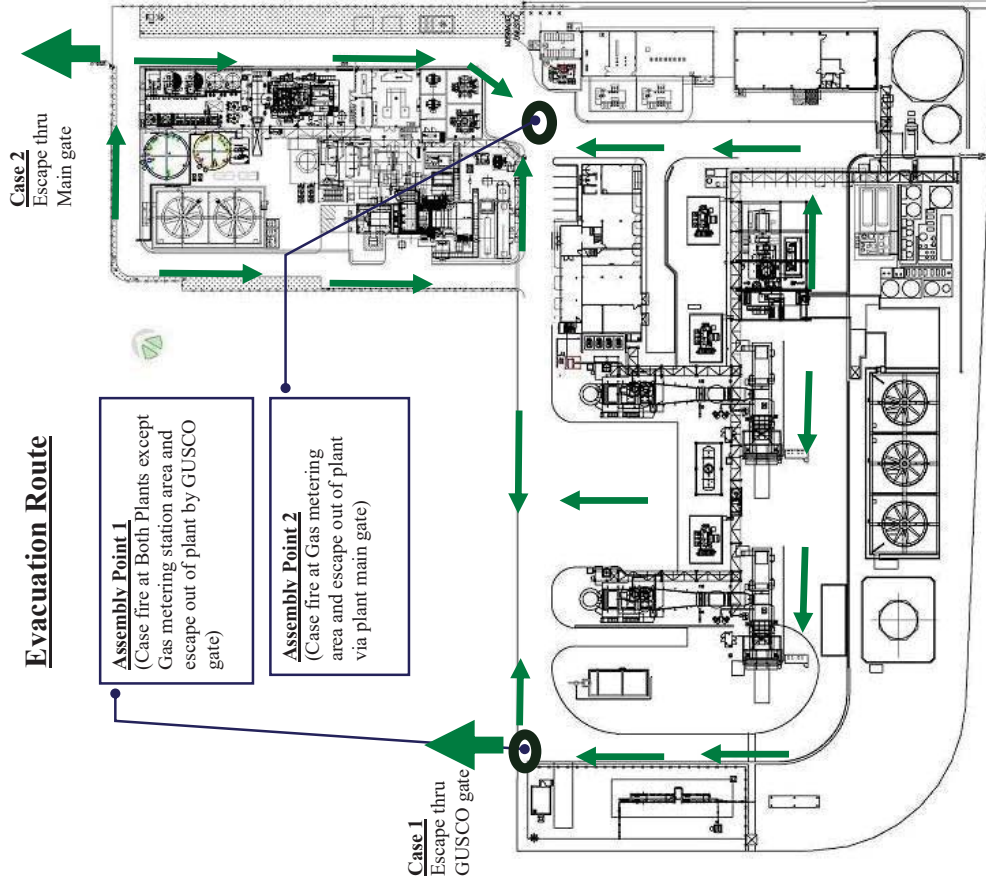 Evacuation Route
Case 2
Escape thru
Main gate
Assembly Point 1
(Case fire at Both Plants except
Gas metering station area and
escape out of plant by GUSCO
gate)
Assembly Point 2
(Case fire at Gas metering
area and escape out of plant
via plant main gate)
Case 1
Escape thru
GUSCO gate